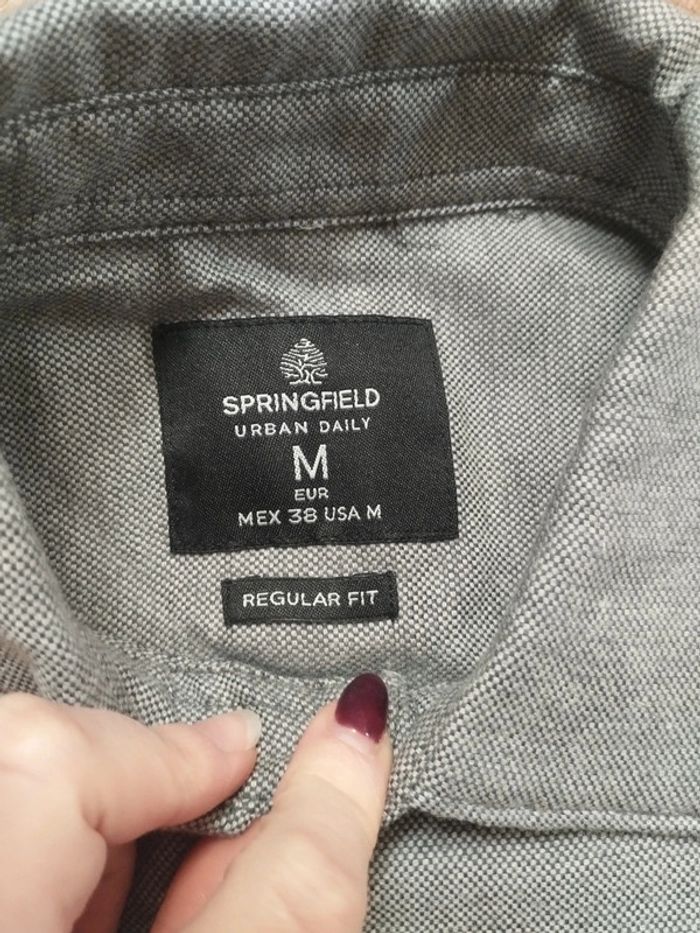 SPRINGFIELD
URBAN DAILY
M
EUR
MEX 38 USA M
REGULAR FIT